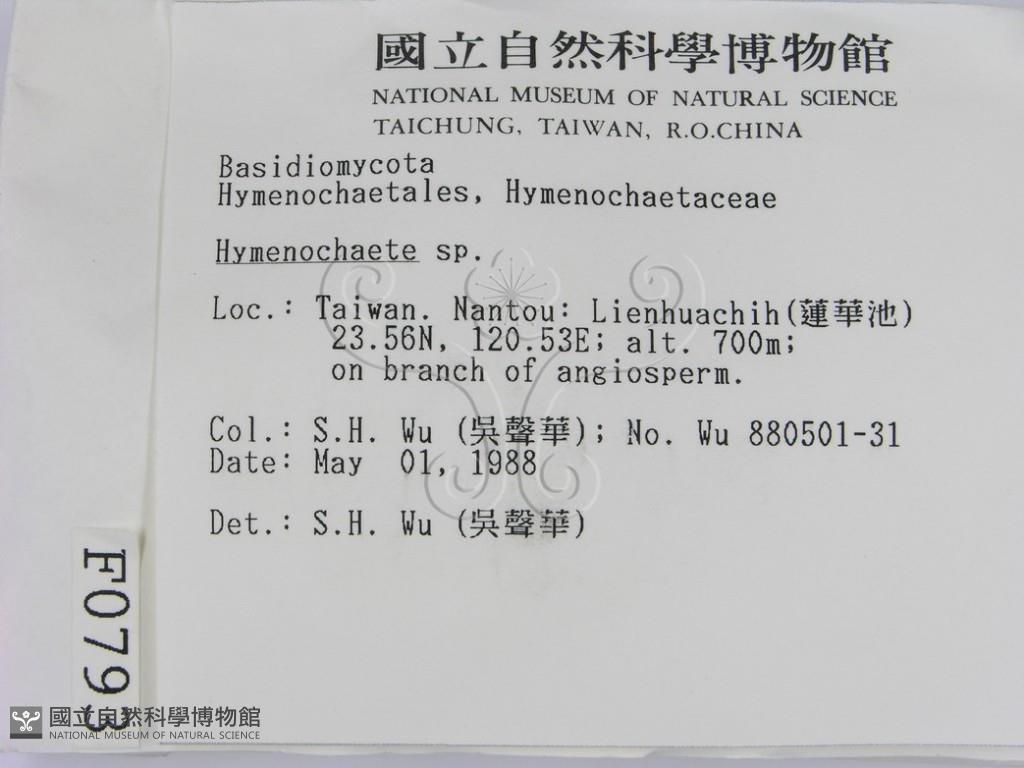 國立自然科學博物館
NATIONAL MUSEUM OF NATURAL SCIENCE
TAICHUNG, TAIWAN, R.O.CHINA
Basidiomycota
Hymenochaetales, Hymenochaetaceae
Hymenochaete sp.
Loc.: Taiwan. Nantou: Lienhuachih(蓮華池)
23.56N, 120.53E; alt. 700m;
on branch of angiosperm.
Col.: S.H. Wu (吳聲華); No. Wu 880501-31
Date: May 01, 1988
Det.: S.H. Wu (吳聲華)
F0793
國立自然科學博物館
NATIONAL MUSEUM OF NATURAL SCIENCE